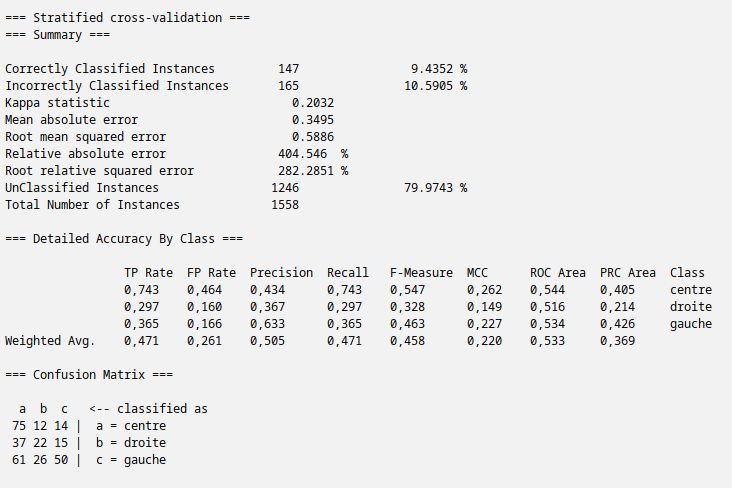 === Stratified cross-validation ===
=== Summary ===
Correctly Classified Instances 147 9.4352 %
Incorrectly Classified Instances 165 10.5905 %
Kappa statistic 0.2032
Mean absolute error 0.3495
Root mean squared error 0.5886
Relative absolute error 404.546 %
Root relative squared error 282.2851 %
UnClassified Instances 1246 79.9743 %
Total Number of Instances 1558
=== Detailed Accuracy By Class ===
TP Rate FP Rate Precision Recall F-Measure MCC ROC Area PRC Area Class
0,743 0,464 0,434 0,743 0,547 0,262 0,544 0,405 centre
0,297 0,160 0,367 0,297 0,328 0,149 0,516 0,214 droite
0,365 0,166 0,633 0,365 0,463 0,227 0,534 0,426 gauche
Weighted Avg. 0,471 0,261 0,505 0,471 0,458 0,220 0,533 0,369
=== Confusion Matrix ===
a b c <-- classified as
75 12 14 | a = centre
37 22 15 | b = droite
61 26 50 | c = gauche